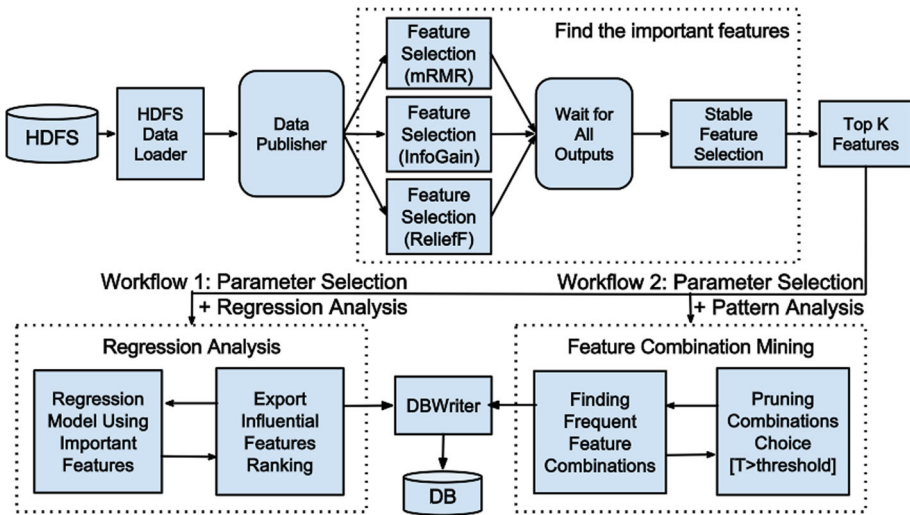 Find the important features
HDFS
HDFS
Data
Loader
Data
Publisher
Feature
Selection
(mRMR)
Feature
Selection
(InfoGain)
Feature
Selection
(ReliefF)
Wait for
All
Outputs
Stable
Feature
Selection
Top K
Features
Workflow 1: Parameter Selection
+ Regression Analysis
Workflow 2: Parameter Selection
+ Pattern Analysis
Regression Analysis
Regression
Model Using
Important
Features
Export
Influential
Features
Ranking
DBWriter
DB
Feature Combination Mining
Finding
Frequent
Feature
Combinations
Pruning
Combinations
Choice
[T>threshold]